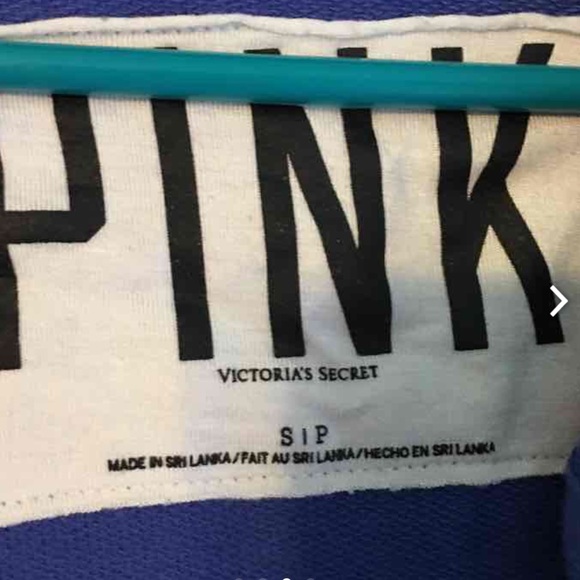 PINK
VICTORIA'S SECRET
S | P
MADE IN SRI LANKA/FAIT AU SRI LANKA/HECHO EN SRI LANKA